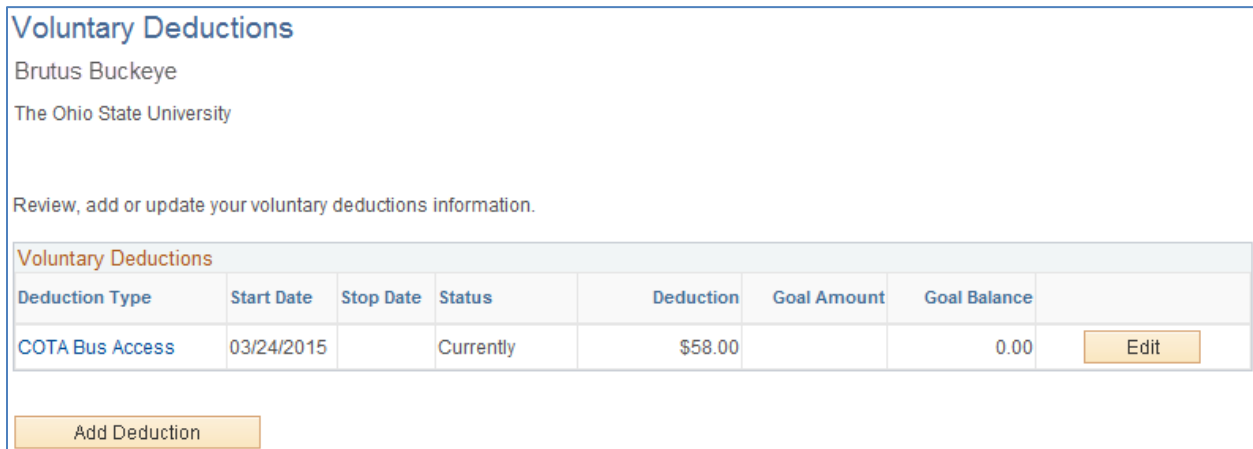 Voluntary Deductions
Brutus Buckeye
The Ohio State University
Review, add or update your voluntary deductions information.
Voluntary Deductions
Deduction Type Start Date Stop Date Status Deduction Goal Amount Goal Balance
COTA Bus Access 03/24/2015 Currently $58.00 0.00 Edit
Add Deduction